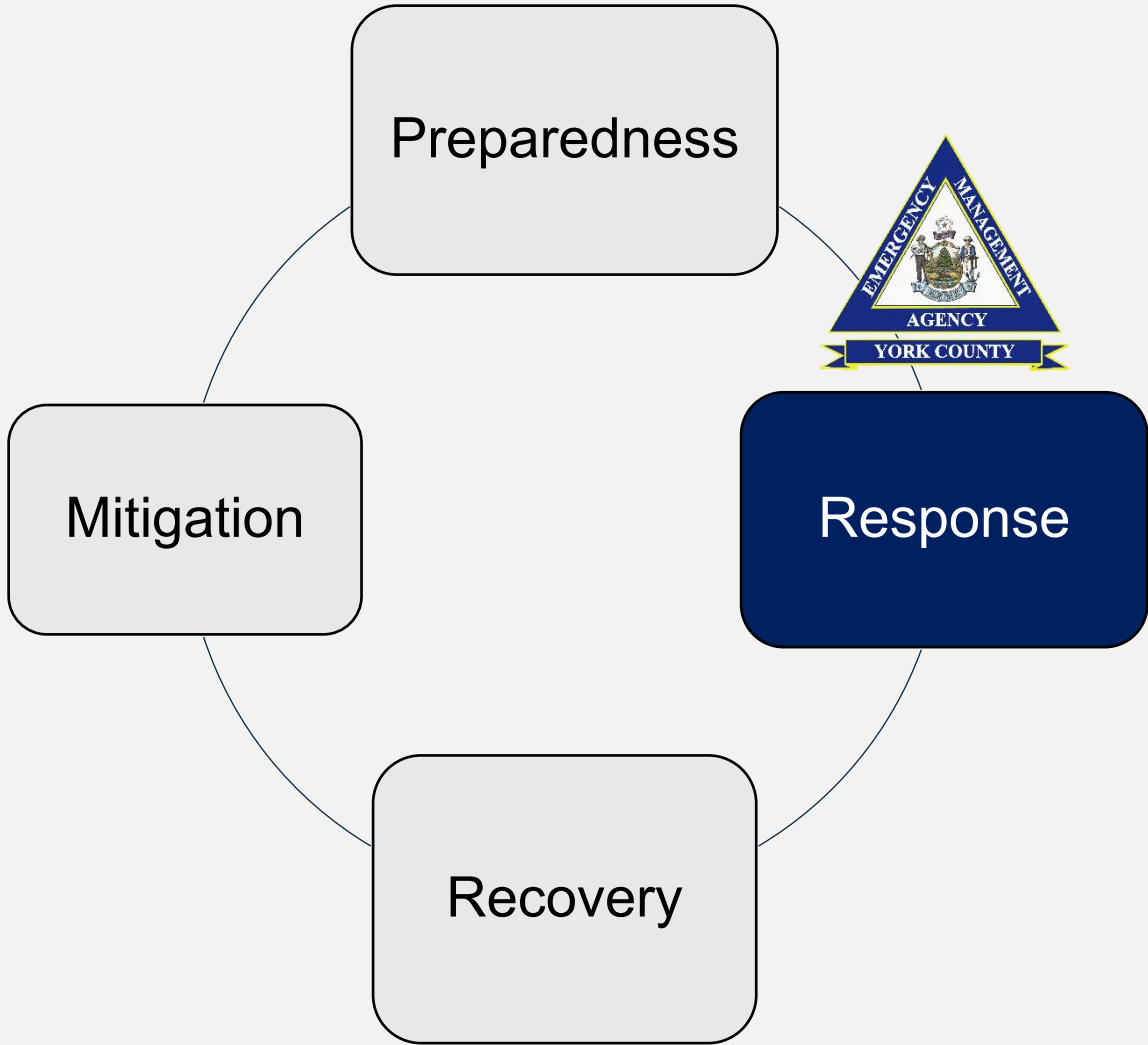 Preparedness
EMERGENCY
MANAGEMENT
AGENCY
YORK COUNTY
Mitigation
Response
Recovery